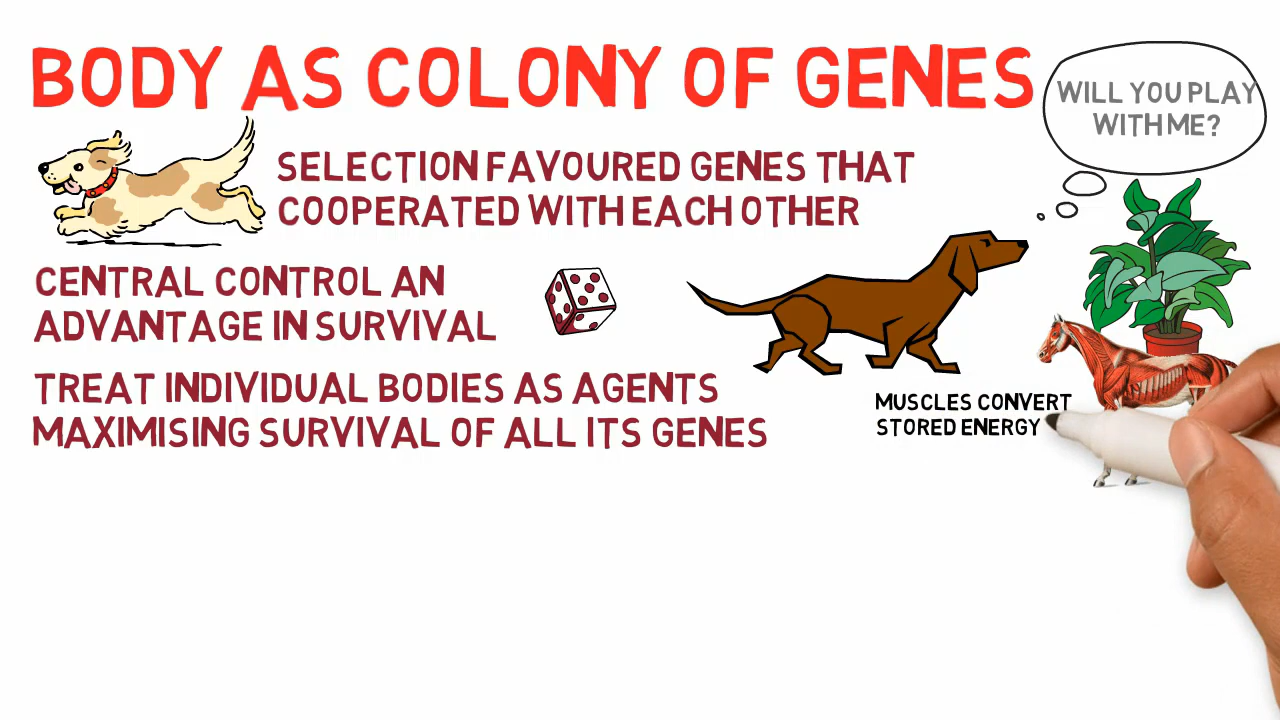 BODY AS COLONY OF GENES
WILL YOU PLAY
WITH ME?
SELECTION FAVOURED GENES THAT
COOPERATED WITH EACH OTHER
CENTRAL CONTROL AN
ADVANTAGE IN SURVIVAL
TREAT INDIVIDUAL BODIES AS AGENTS
MAXIMISING SURVIVAL OF ALL ITS GENES
MUSCLES CONVERT
STORED ENERGY